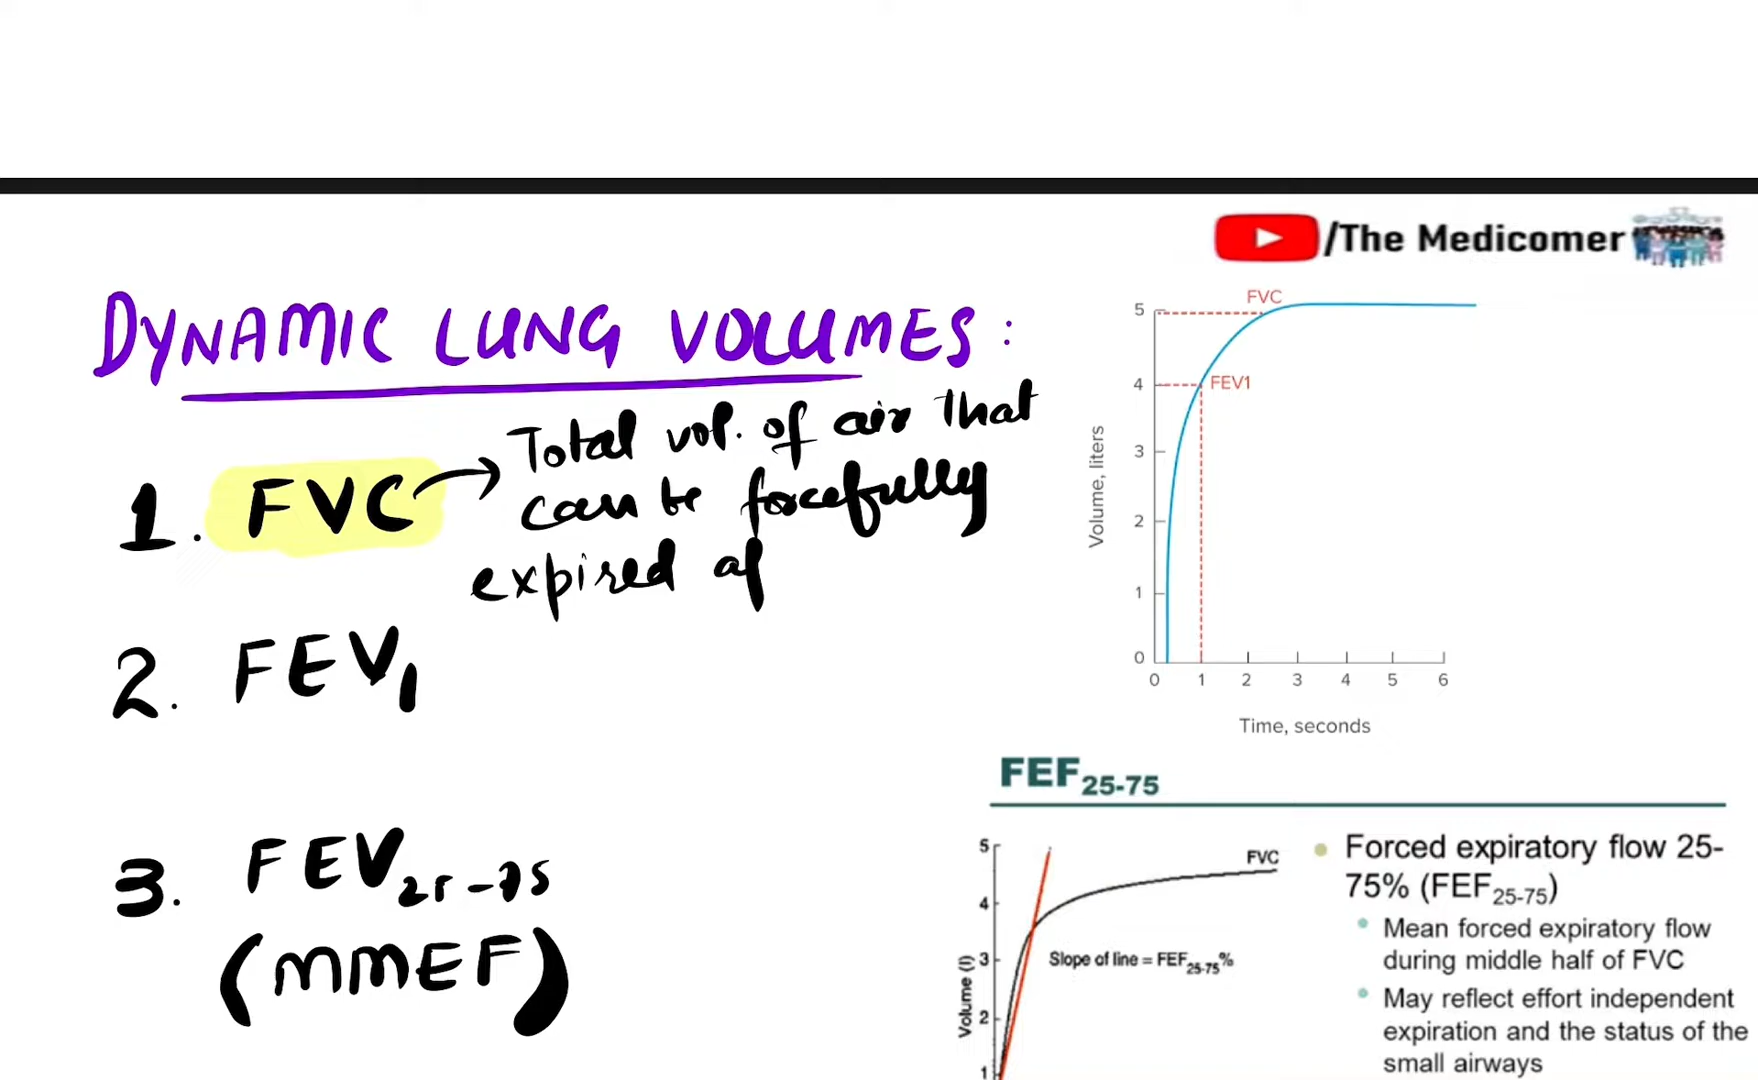 /The Medicomer
DYNAMIC LUNG VOLUMES:
1. FVC → Total vol. of air that
can be forcefully
expired af
2. FEV1
3. FEV25-75
(MMEF)
FVC
FEV1
Volume, liters
5
4
3
2
1
0
0 1 2 3 4 5 6
Time, seconds
FEF25-75
5
4
3
2
1
Volume (l)
FVC
Slope of line = FEF25-75%
Forced expiratory flow 25-
75% (FEF25-75)
Mean forced expiratory flow
during middle half of FVC
May reflect effort independent
expiration and the status of the
small airways